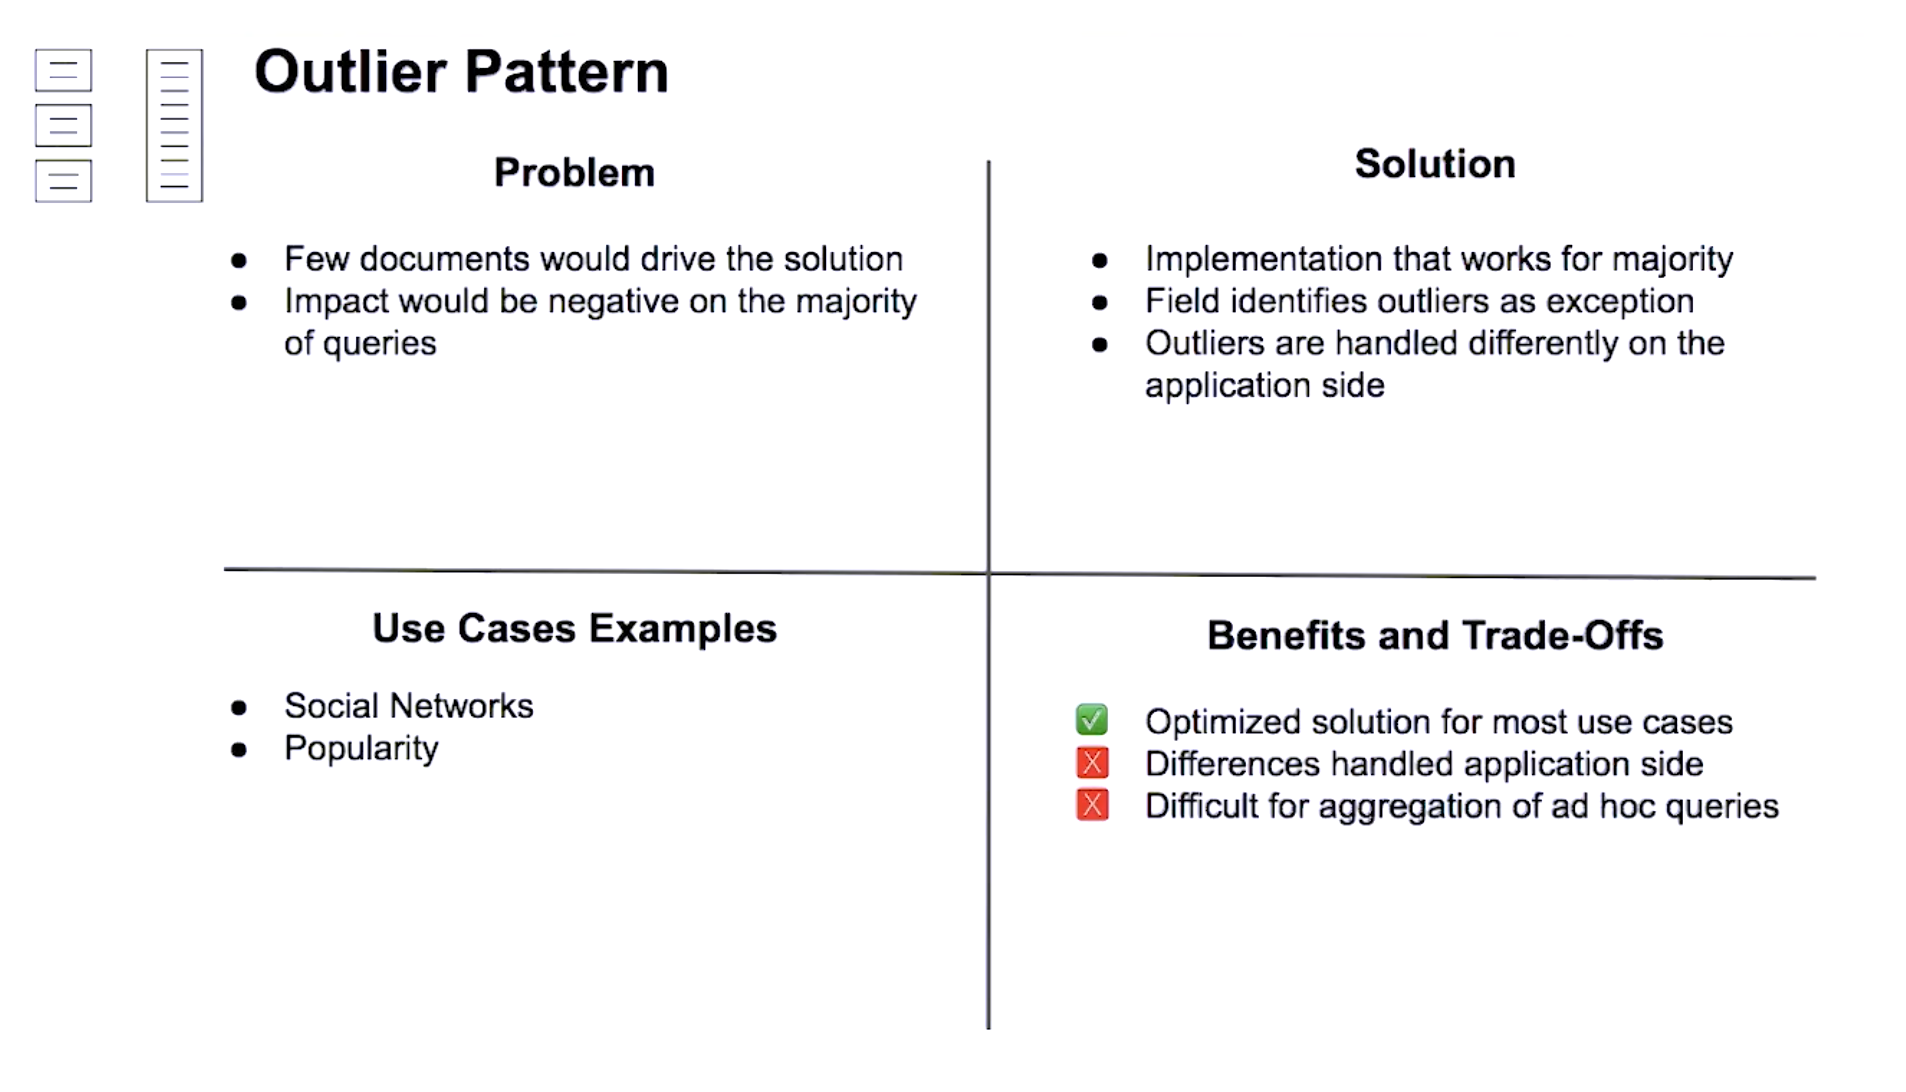 Outlier Pattern
Problem
● Few documents would drive the solution
● Impact would be negative on the majority
of queries
Solution
● Implementation that works for majority
● Field identifies outliers as exception
● Outliers are handled differently on the
application side
Use Cases Examples
● Social Networks
● Popularity
Benefits and Trade-Offs
✅ Optimized solution for most use cases
❌ Differences handled application side
❌ Difficult for aggregation of ad hoc queries